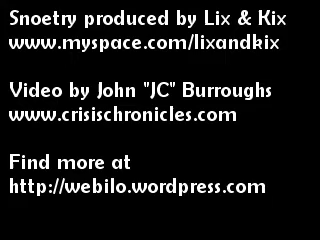 Snoetry produced by Lix & Kix
www.myspace.com/lixandkix
Video by John "JC" Burroughs
www.crisischronicles.com
Find more at
http://webilo.wordpress.com